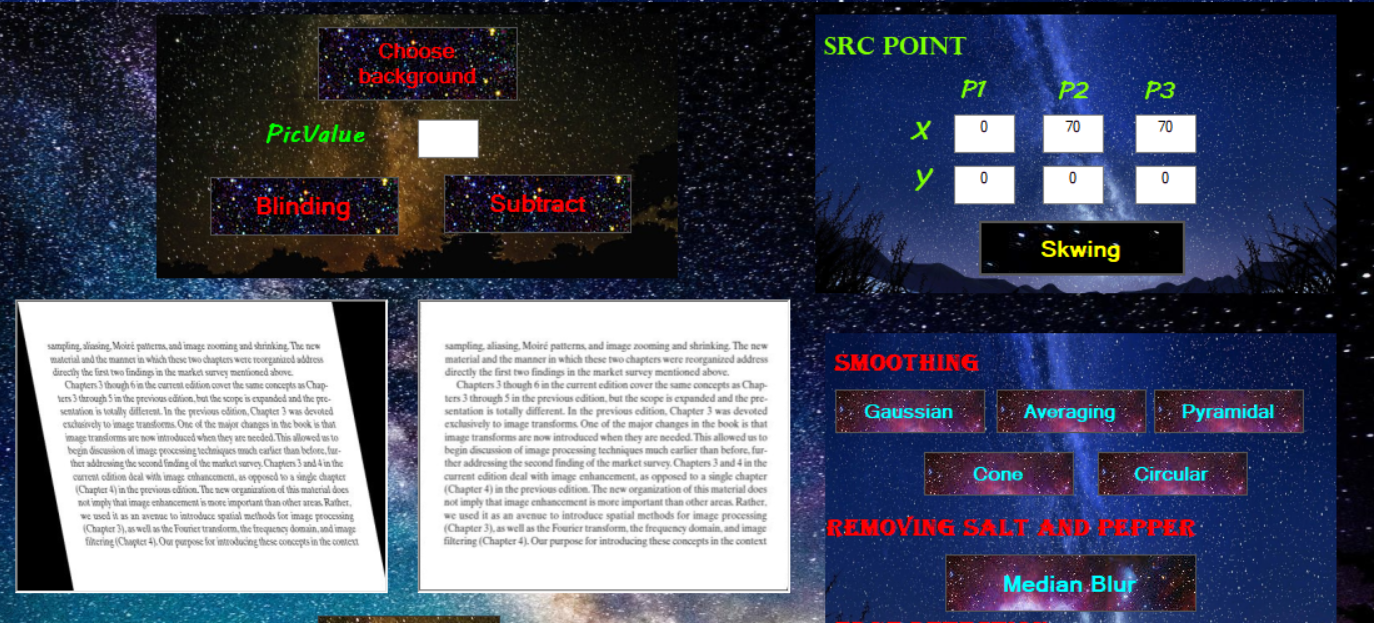 Choose
background
PicValue
Blinding
Subtract
SRC POINT
P1 P2 P3
X 0 70 70
y 0 0 0
Skwing
sampling, aliasing, Moiré patterns, and image zooming and shrinking. The new
material and the manner in which these two chapters were reorganized address
directly the first two findings in the market survey mentioned above.
Chapters 3 though 6 in the current edition cover the same concepts as Chap-
ters 3 through 5 in the previous edition, but the scope is expanded and the pre-
sentation is totally different. In the previous edition, Chapter 3 was devoted
exclusively to image transforms. One of the major changes in the book is that
image transforms are now introduced when they are needed. This allowed us to
begin discussion of image processing techniques much earlier than before, fur-
ther addressing the second finding of the market survey. Chapters 3 and 4 in the
current edition deal with image enhancement, as opposed to a single chapter
(Chapter 4) in the previous edition. The new organization of this material does
not imply that image enhancement is more important than other areas. Rather,
we used it as an avenue to introduce spatial methods for image processing
(Chapter 3), as well as the Fourier transform, the frequency domain, and image
filtering (Chapter 4). Our purpose for introducing these concepts in the context
sampling, aliasing, Moiré patterns, and image zooming and shrinking. The new
material and the manner in which these two chapters were reorganized address
directly the first two findings in the market survey mentioned above.
Chapters 3 though 6 in the current edition cover the same concepts as Chap-
ters 3 through 5 in the previous edition, but the scope is expanded and the pre-
sentation is totally different. In the previous edition, Chapter 3 was devoted
exclusively to image transforms. One of the major changes in the book is that
image transforms are now introduced when they are needed. This allowed us to
begin discussion of image processing techniques much earlier than before, fur-
ther addressing the second finding of the market survey. Chapters 3 and 4 in the
current edition deal with image enhancement, as opposed to a single chapter
(Chapter 4) in the previous edition. The new organization of this material does
not imply that image enhancement is more important than other areas. Rather,
we used it as an avenue to introduce spatial methods for image processing
(Chapter 3), as well as the Fourier transform, the frequency domain, and image
filtering (Chapter 4). Our purpose for introducing these concepts in the context
SMOOTHING
Gaussian Averaging Pyramidal
Cone Circular
REMOVING SALT AND PEPPER
Median Blur